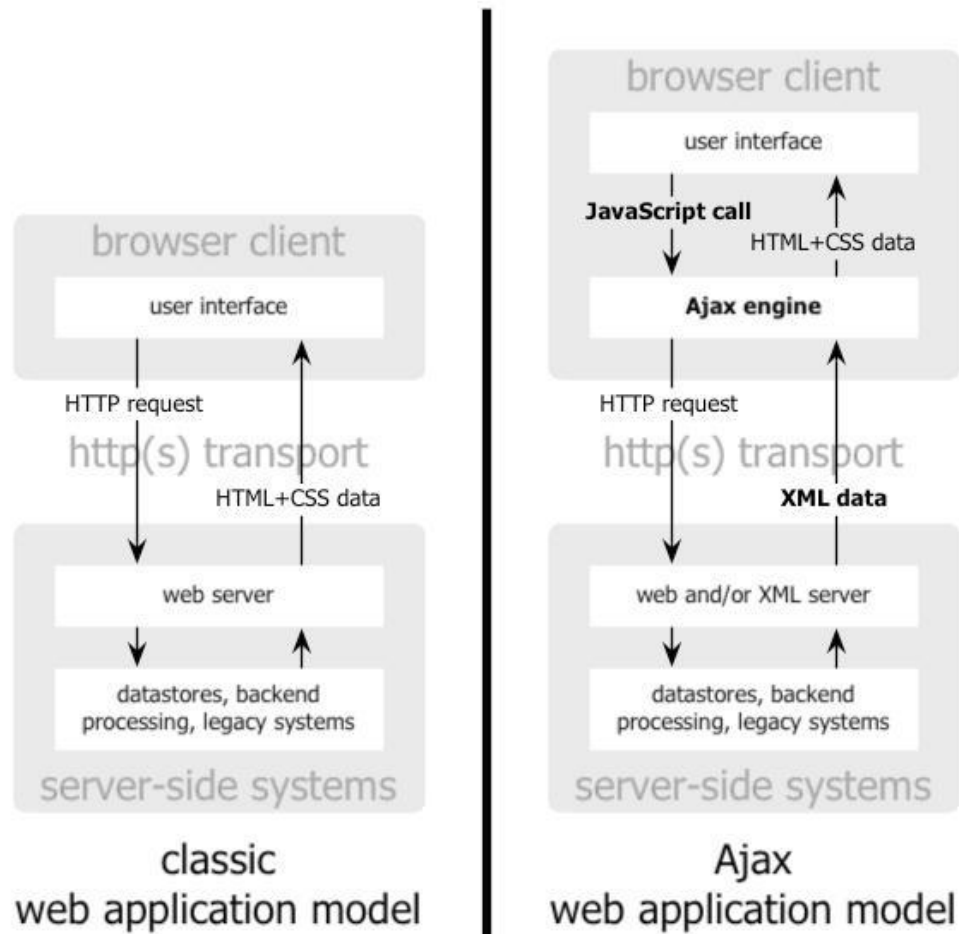 browser client
user interface
HTTP request
http(s) transport
HTML+CSS data
web server
datastores, backend
processing, legacy systems
server-side systems
classic
web application model
browser client
user interface
JavaScript call
HTML+CSS data
Ajax engine
HTTP request
http(s) transport
XML data
web and/or XML server
datastores, backend
processing, legacy systems
server-side systems
Ajax
web application model